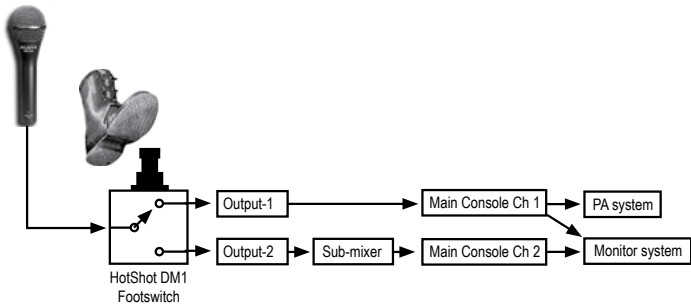 Output-1
Main Console Ch 1
PA system
Output-2
Sub-mixer
Main Console Ch 2
Monitor system
HotShot DM1
Footswitch